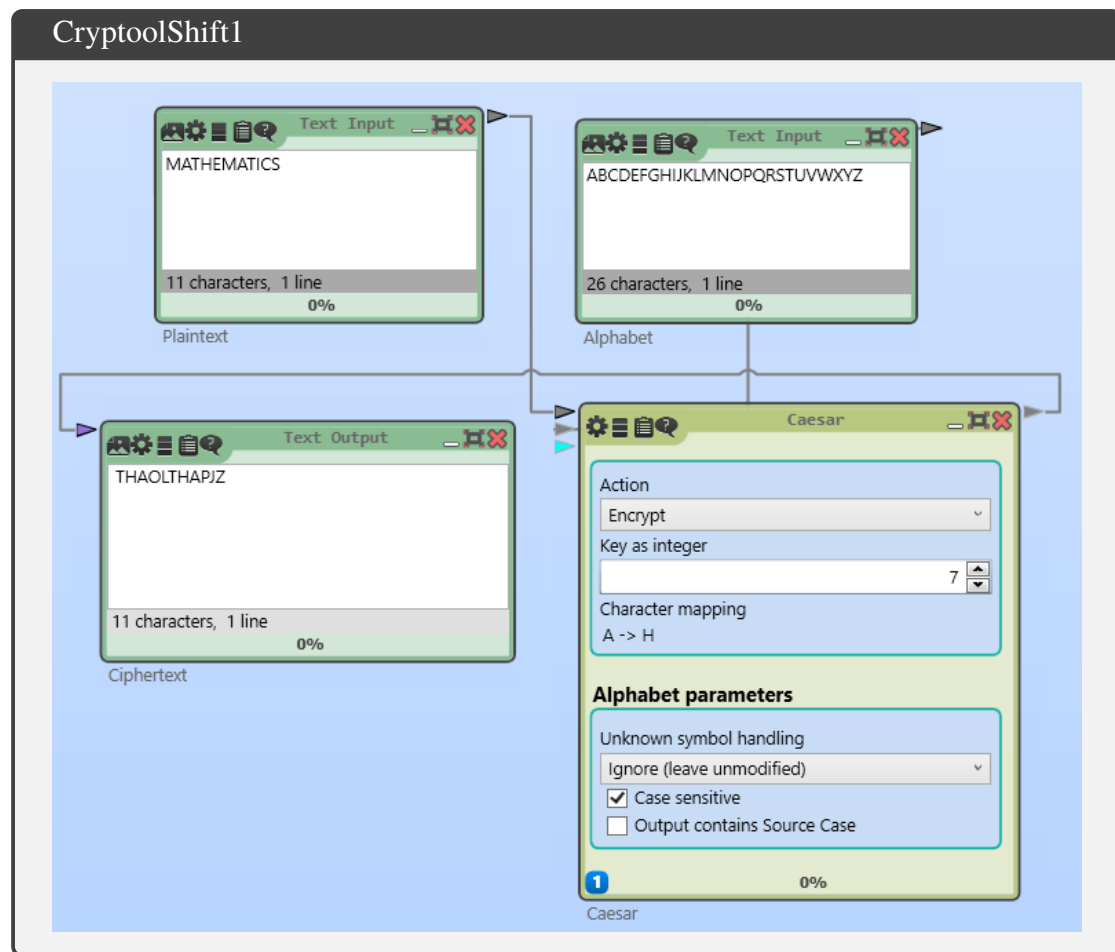 CryptoolShift1
Text Input
MATHEMATICS
11 characters, 1 line
0%
Plaintext
Text Input
ABCDEFGHIJKLMNOPQRSTUVWXYZ
26 characters, 1 line
0%
Alphabet
Text Output
THAOLTHAPJZ
11 characters, 1 line
0%
Ciphertext
Caesar
Action
Encrypt
Key as integer
7
Character mapping
A -> H
Alphabet parameters
Unknown symbol handling
Ignore (leave unmodified)
Case sensitive
Output contains Source Case
1
0%
Caesar